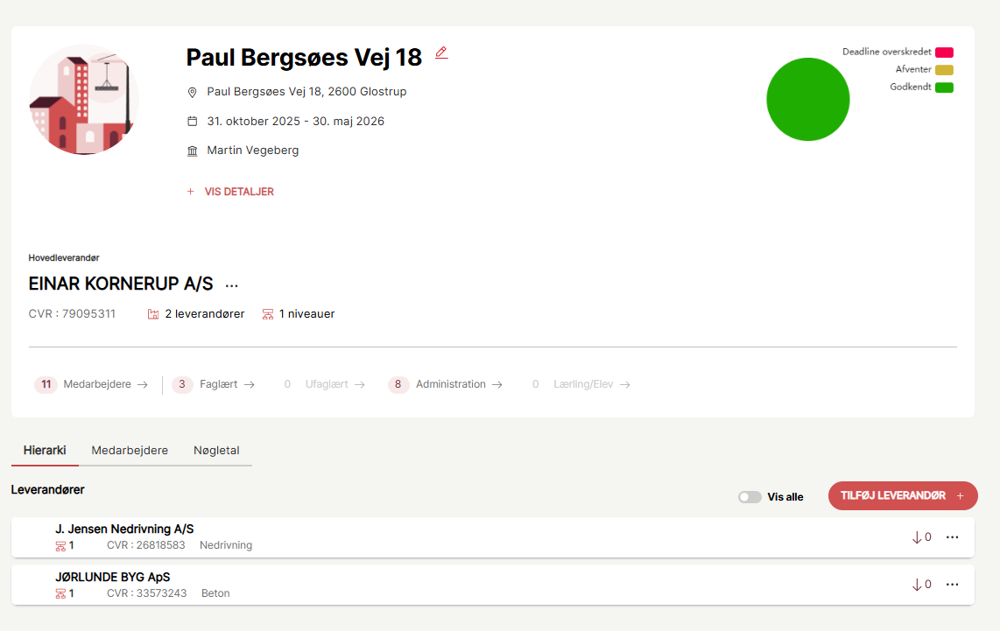 Paul Bergsøes Vej 18
Paul Bergsøes Vej 18, 2600 Glostrup
31. oktober 2025 - 30. maj 2026
Martin Vegeberg
+ VIS DETALJER
Deadline overskredet
Afventer
Godkendt
Hovedleverandør
EINAR KORNERUP A/S ...
CVR : 79095311 2 leverandører 1 niveauer
11 Medarbejdere → 3 Faglært → 0 Ufaglært → 8 Administration → 0 Lærling/Elev →
Hierarki Medarbejdere Nøgletal
Leverandører
Vis alle TILFØJ LEVERANDØR +
J. Jensen Nedrivning A/S
1 CVR : 26818583 Nedrivning
↓0 ...
JØRLUNDE BYG ApS
1 CVR : 33573243 Beton
↓0 ...